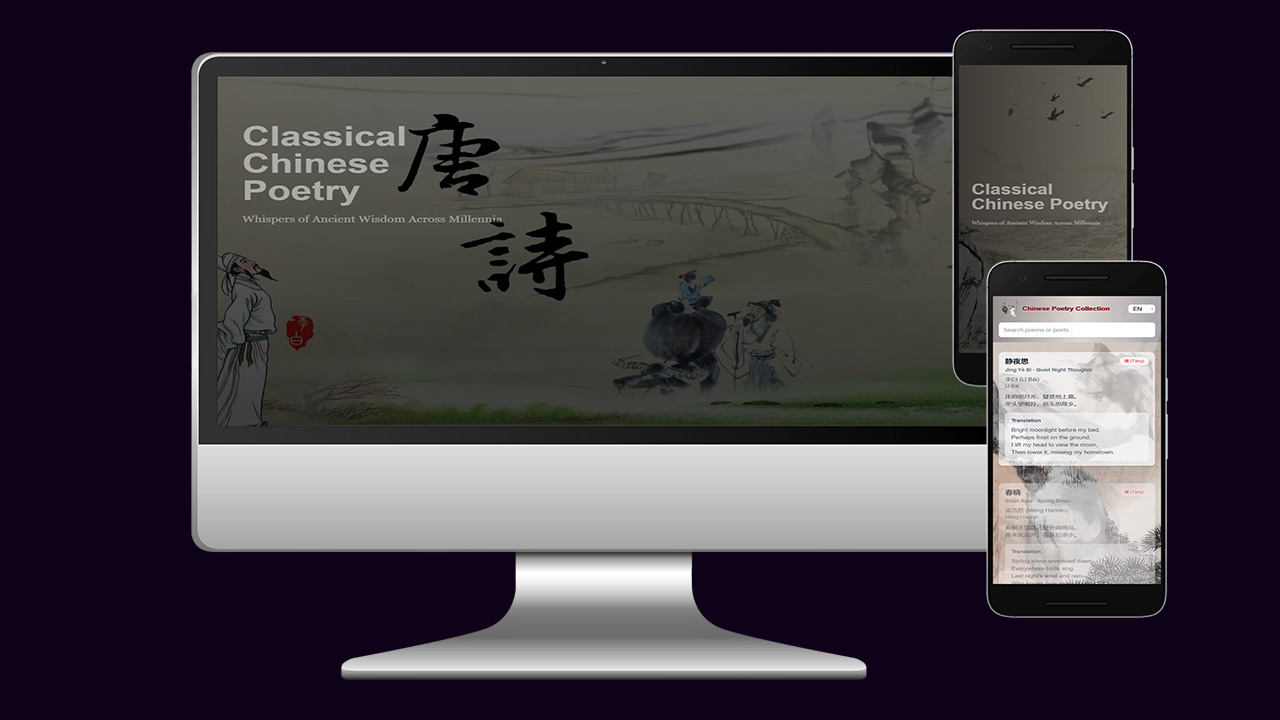 Classical
Chinese
Poetry
唐
詩
Whispers of Ancient Wisdom Across Millennia
李白
Classical
Chinese Poetry
Whispers of Ancient Wisdom Across Millennia
Chinese Poetry Collection
EN
Search poems or poets...
静夜思
唐 (Tang)
Jìng Yè Sī · Quiet Night Thoughts
李白 (Lǐ Bái)
Li Bai
床前明月光，疑是地上霜。
举头望明月，低头思故乡。
Translation
Bright moonlight before my bed,
Perhaps frost on the ground.
I lift my head to view the moon,
Then lower it, missing my hometown.
春晓
唐 (Tang)
Chūn Xiǎo · Spring Dawn
孟浩然 (Mèng Hàorán)
Meng Haoran
春眠不觉晓，处处闻啼鸟。
夜来风雨声，花落知多少。
Translation
Spring sleep unnoticed dawn,
Everywhere birds sing.
Last night's wind and rain,